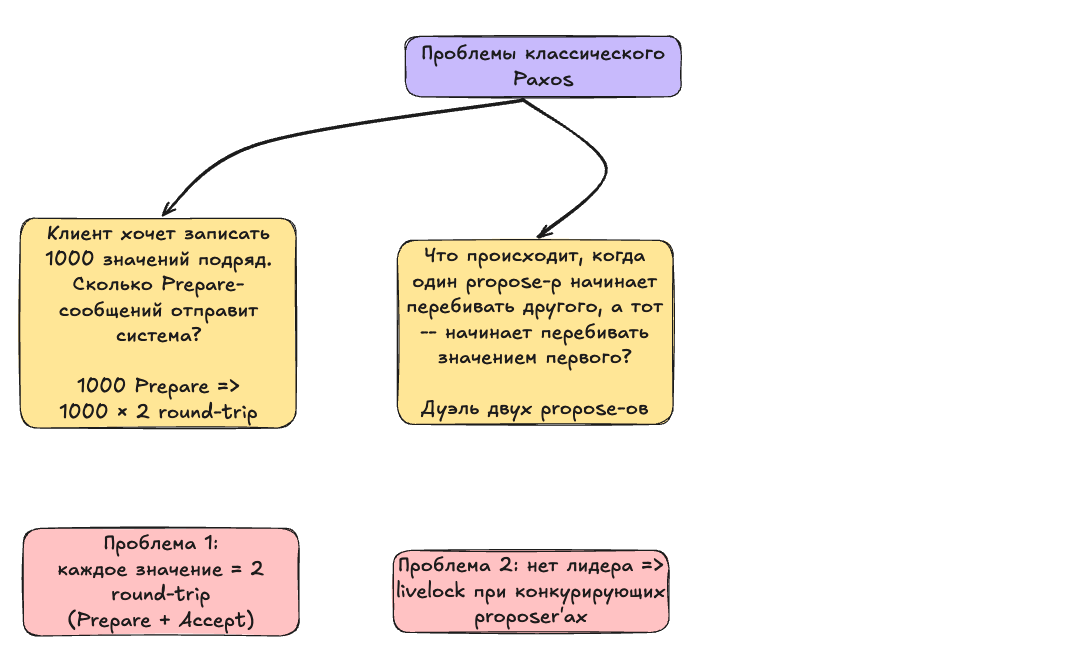 Проблемы классического
Paxos
Клиент хочет записать
1000 значений подряд.
Сколько Prepare-
сообщений отправит
система?
1000 Prepare =>
1000 × 2 round-trip
Что происходит, когда
один propose-р начинает
перебивать другого, а тот
-- начинает перебивать
значением первого?
Дуэль двух propose-ов
Проблема 1:
каждое значение = 2
round-trip
(Prepare + Accept)
Проблема 2: нет лидера =>
livelock при конкурирующих
proposer'ах